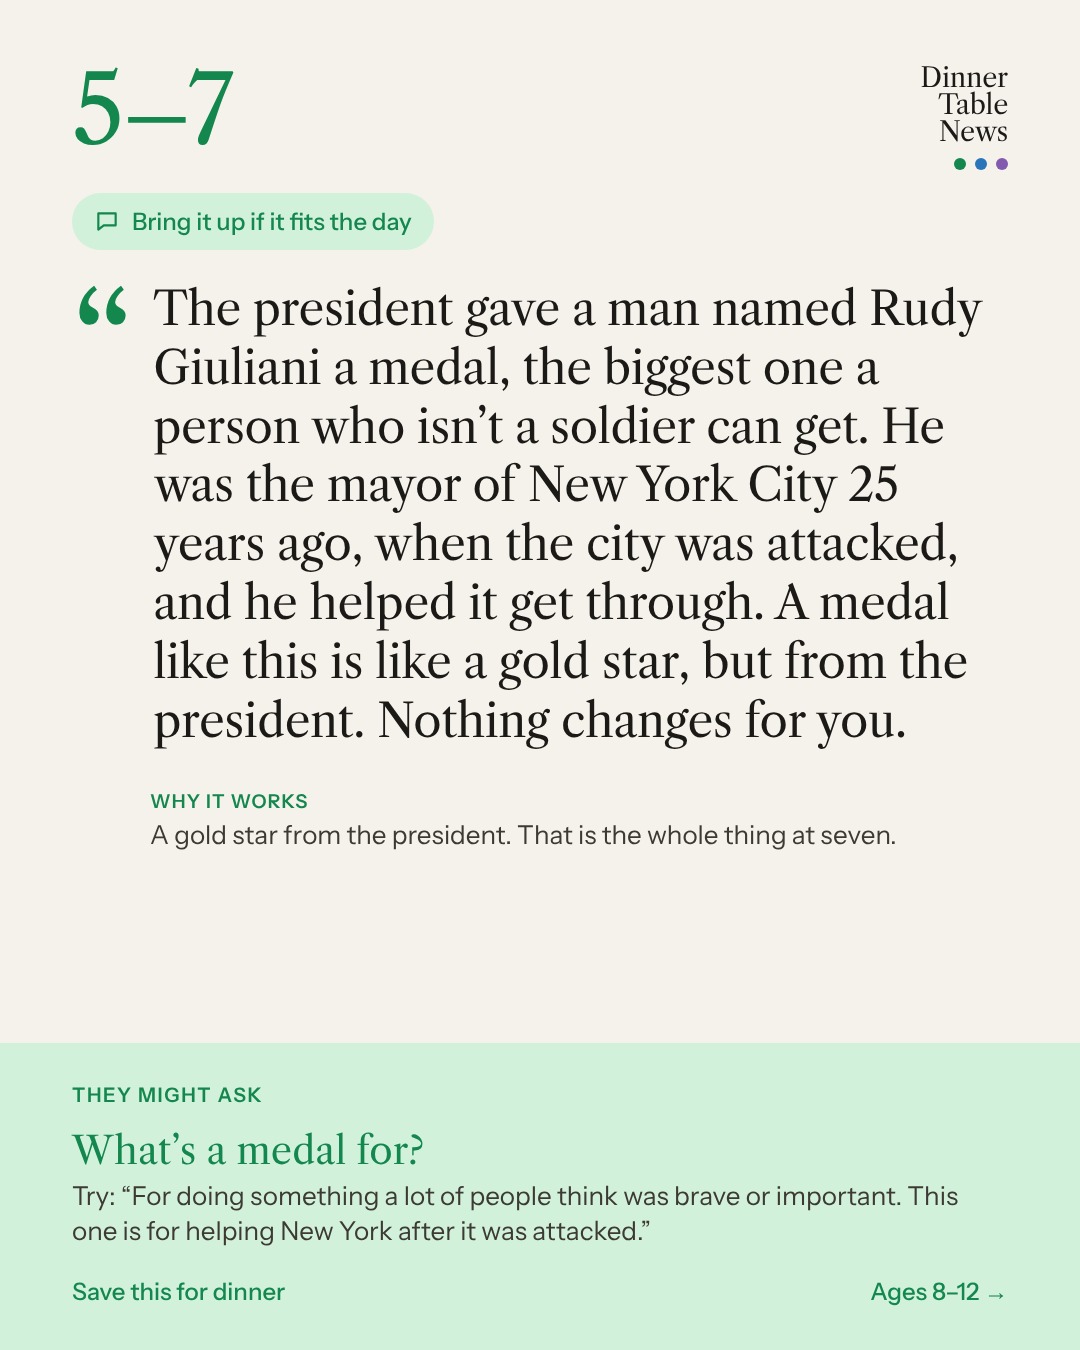 5–7
Dinner
Table
News
Bring it up if it fits the day
“The president gave a man named Rudy
Giuliani a medal, the biggest one a
person who isn’t a soldier can get. He
was the mayor of New York City 25
years ago, when the city was attacked,
and he helped it get through. A medal
like this is like a gold star, but from the
president. Nothing changes for you.
WHY IT WORKS
A gold star from the president. That is the whole thing at seven.
THEY MIGHT ASK
What’s a medal for?
Try: “For doing something a lot of people think was brave or important. This
one is for helping New York after it was attacked.”
Save this for dinner
Ages 8–12 →